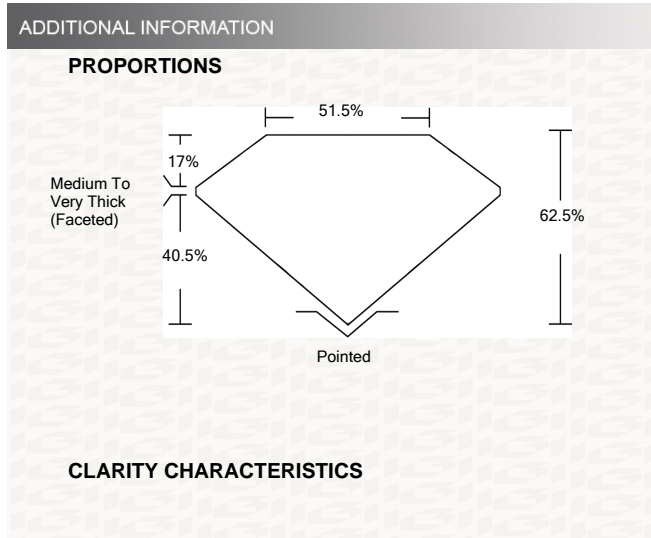 ADDITIONAL INFORMATION
PROPORTIONS
51.5%
17%
Medium To
Very Thick
(Faceted)
62.5%
40.5%
Pointed
CLARITY CHARACTERISTICS